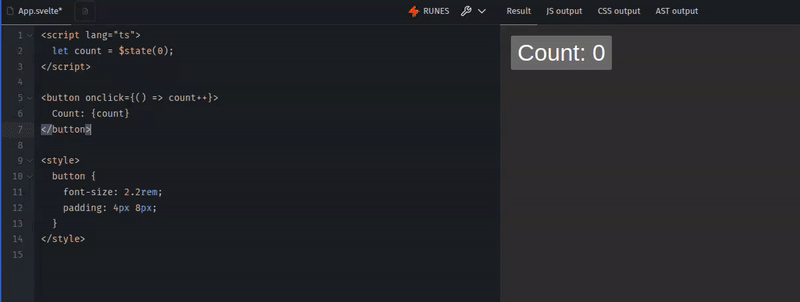 App.svelte*
RUNES
Result
JS output
CSS output
AST output
1 <script lang="ts">
2   let count = $state(0);
3 </script>
4
5 <button onclick={() => count++}>
6   Count: {count}
7 </button>
8
9 <style>
10   button {
11     font-size: 2.2rem;
12     padding: 4px 8px;
13   }
14 </style>
15
Count: 0